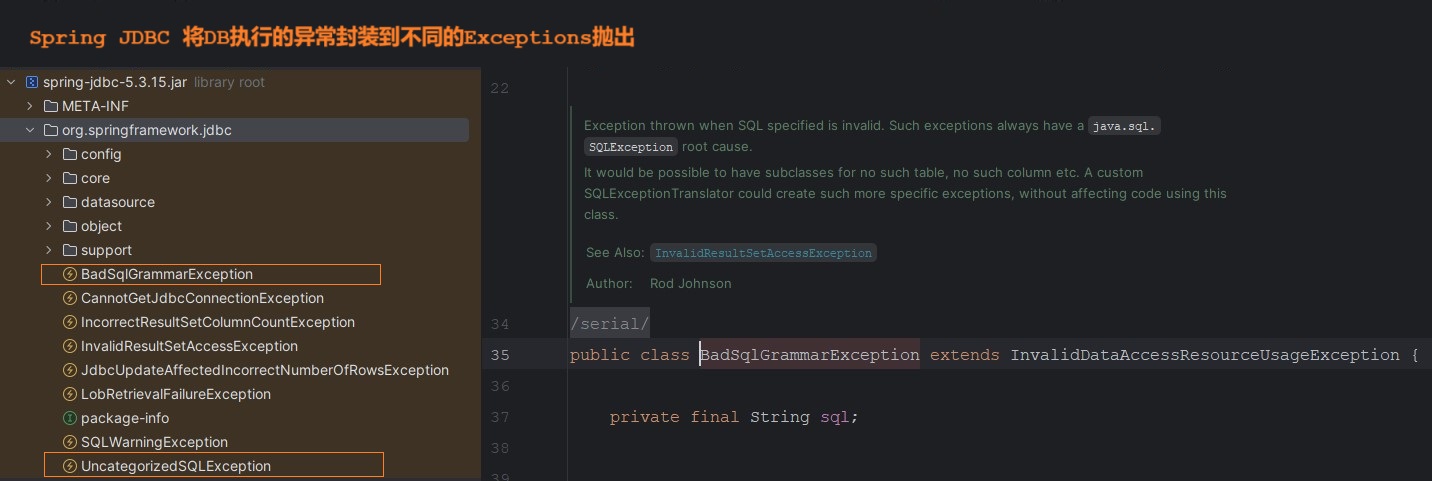 Spring JDBC 将DB执行的异常封装到不同的Exceptions抛出
spring-jdbc-5.3.15.jar library root
META-INF
org.springframework.jdbc
config
core
datasource
object
support
BadSqlGrammarException
CannotGetJdbcConnectionException
IncorrectResultSetColumnCountException
InvalidResultSetAccessException
JdbcUpdateAffectedIncorrectNumberOfRowsException
LobRetrievalFailureException
package-info
SQLWarningException
UncategorizedSQLException
22
Exception thrown when SQL specified is invalid. Such exceptions always have a java.sql.
SQLException root cause.
It would be possible to have subclasses for no such table, no such column etc. A custom
SQLExceptionTranslator could create such more specific exceptions, without affecting code using this
class.
See Also: InvalidResultSetAccessException
Author: Rod Johnson
34 /serial/
35 public class BadSqlGrammarException extends InvalidDataAccessResourceUsageException {
36
37 private final String sql;
38
39